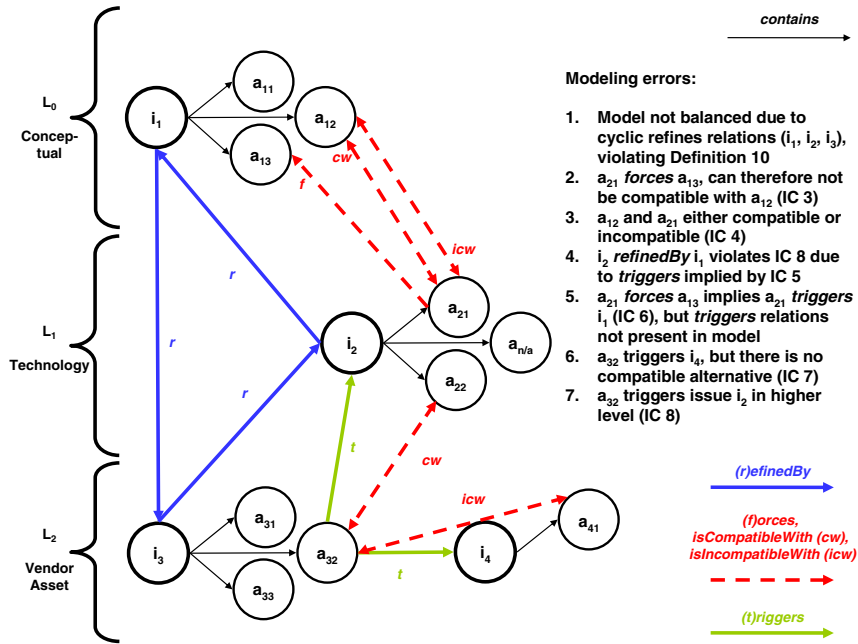 contains
L0
Concep-
tual
i1
a11
a12
a13
cw
f
icw
Modeling errors:
1. Model not balanced due to
cyclic refines relations (i1, i2, i3),
violating Definition 10
2. a21 forces a13, can therefore not
be compatible with a12 (IC 3)
3. a12 and a21 either compatible or
incompatible (IC 4)
4. i2 refinedBy i1 violates IC 8 due
to triggers implied by IC 5
5. a21 forces a13 implies a21 triggers
i1 (IC 6), but triggers relations
not present in model
6. a32 triggers i4, but there is no
compatible alternative (IC 7)
7. a32 triggers issue i2 in higher
level (IC 8)
L1
Technology
r
r
r
i2
a21
an/a
a22
t
cw
L2
Vendor
Asset
i3
a31
a32
a33
icw
t
i4
a41
(r)efinedBy
(f)orces,
isCompatibleWith (cw),
isIncompatibleWith (icw)
(t)riggers